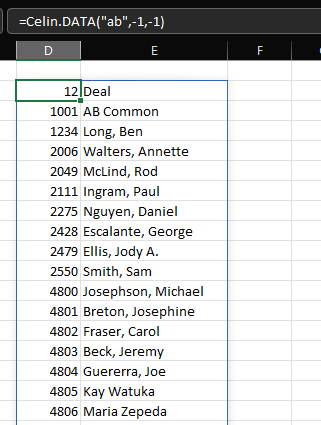 =Celin.DATA("ab",-1,-1)
D E F
12 Deal
1001 AB Common
1234 Long, Ben
2006 Walters, Annette
2049 McLind, Rod
2111 Ingram, Paul
2275 Nguyen, Daniel
2428 Escalante, George
2479 Ellis, Jody A.
2550 Smith, Sam
4800 Josephson, Michael
4801 Breton, Josephine
4802 Fraser, Carol
4803 Beck, Jeremy
4804 Guererra, Joe
4805 Kay Watuka
4806 Maria Zepeda